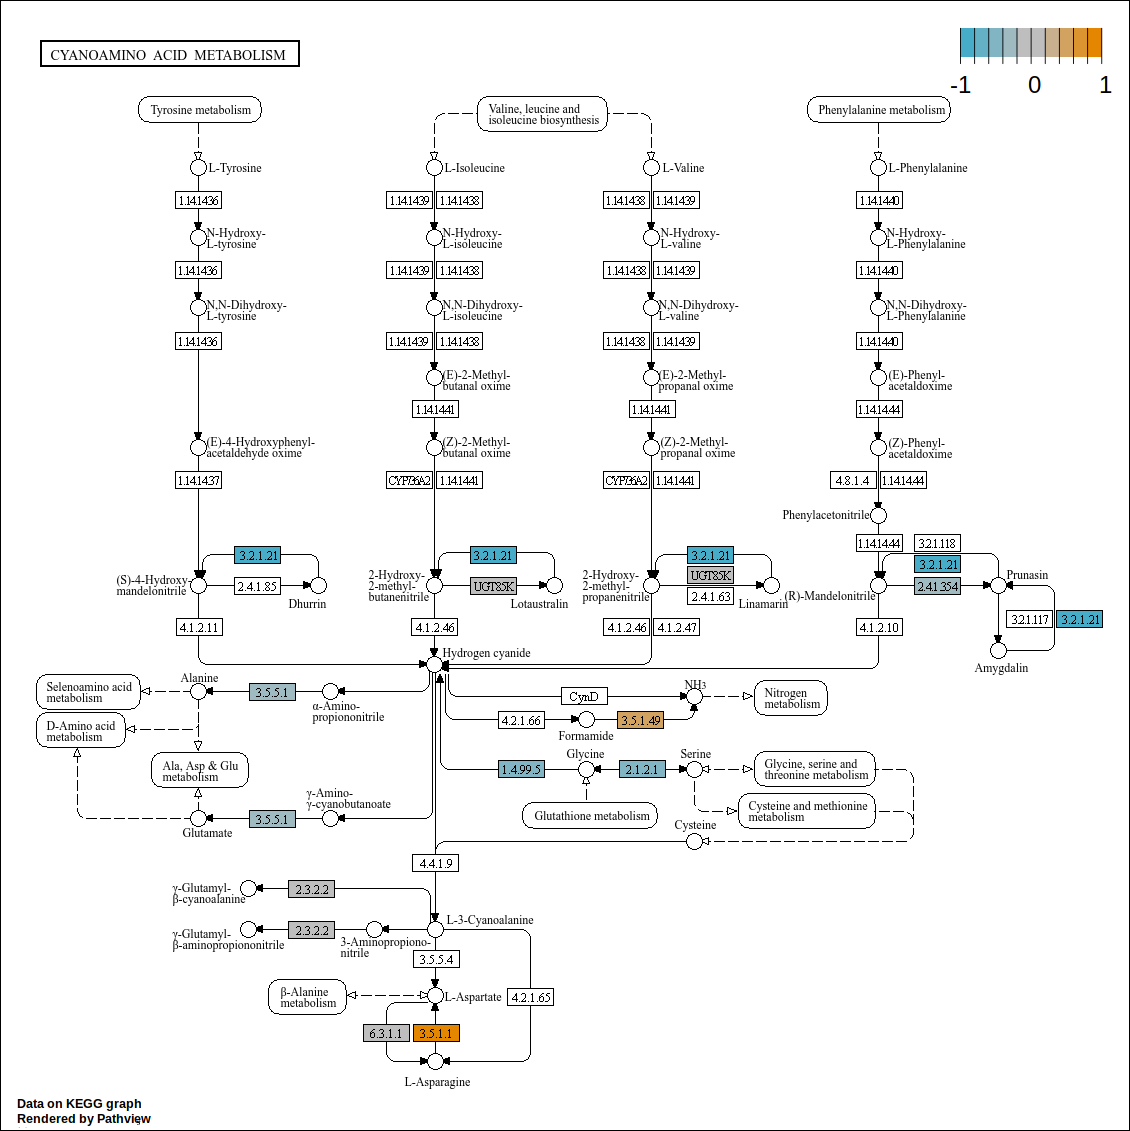 CYANOAMINO ACID METABOLISM
-1 0 1
Tyrosine metabolism
Valine, leucine and
isoleucine biosynthesis
Phenylalanine metabolism
L-Tyrosine
L-Isoleucine
L-Valine
L-Phenylalanine
1.14.14.36
1.14.14.39 1.14.14.38
1.14.14.38 1.14.14.39
1.14.14.40
N-Hydroxy-
L-tyrosine
N-Hydroxy-
L-isoleucine
N-Hydroxy-
L-valine
N-Hydroxy-
L-Phenylalanine
1.14.14.36
1.14.14.39 1.14.14.38
1.14.14.38 1.14.14.39
1.14.14.40
N,N-Dihydroxy-
L-tyrosine
N,N-Dihydroxy-
L-isoleucine
N,N-Dihydroxy-
L-valine
N,N-Dihydroxy-
L-Phenylalanine
1.14.14.36
1.14.14.39 1.14.14.38
1.14.14.38 1.14.14.39
1.14.14.40
(E)-2-Methyl-
butanal oxime
(E)-2-Methyl-
propanal oxime
(E)-Phenyl-
acetaldoxime
1.14.14.41
1.14.14.41
1.14.14.44
(E)-4-Hydroxyphenyl-
acetaldehyde oxime
(Z)-2-Methyl-
butanal oxime
(Z)-2-Methyl-
propanal oxime
(Z)-Phenyl-
acetaldoxime
1.14.14.37
CYP736A2 1.14.14.41
CYP736A2 1.14.14.41
4.8.1.4 1.14.14.44
Phenylacetonitrile
1.14.14.44
3.2.1.118
3.2.1.21
3.2.1.21
3.2.1.21
3.2.1.21
(S)-4-Hydroxy-
mandelonitrile
2.4.1.85
Dhurrin
2-Hydroxy-
2-methyl-
butanenitrile
UGT85K
Lotaustralin
2-Hydroxy-
2-methyl-
propanenitrile
UGT85K
2.4.1.63
Linamarin
(R)-Mandelonitrile
2.4.1.354
Prunasin
3.2.1.117 3.2.1.21
Amygdalin
4.1.2.11
4.1.2.46
4.1.2.46 4.1.2.47
4.1.2.10
Hydrogen cyanide
Selenoamino acid
metabolism
Alanine
3.5.5.1
α-Amino-
propiononitrile
CynD
NH3
Nitrogen
metabolism
D-Amino acid
metabolism
4.2.1.66
Formamide
3.5.1.49
Ala, Asp & Glu
metabolism
1.4.99.5
Glycine
2.1.2.1
Serine
Glycine, serine and
threonine metabolism
γ-Amino-
γ-cyanobutanoate
3.5.5.1
Glutamate
Glutathione metabolism
Cysteine and methionine
metabolism
Cysteine
4.4.1.9
γ-Glutamyl-
β-cyanoalanine
2.3.2.2
L-3-Cyanoalanine
γ-Glutamyl-
β-aminopropiononitrile
2.3.2.2
3-Aminopropiono-
nitrile
3.5.5.4
β-Alanine
metabolism
L-Aspartate
4.2.1.65
6.3.1.1 3.5.1.1
L-Asparagine
Data on KEGG graph
Rendered by Pathview